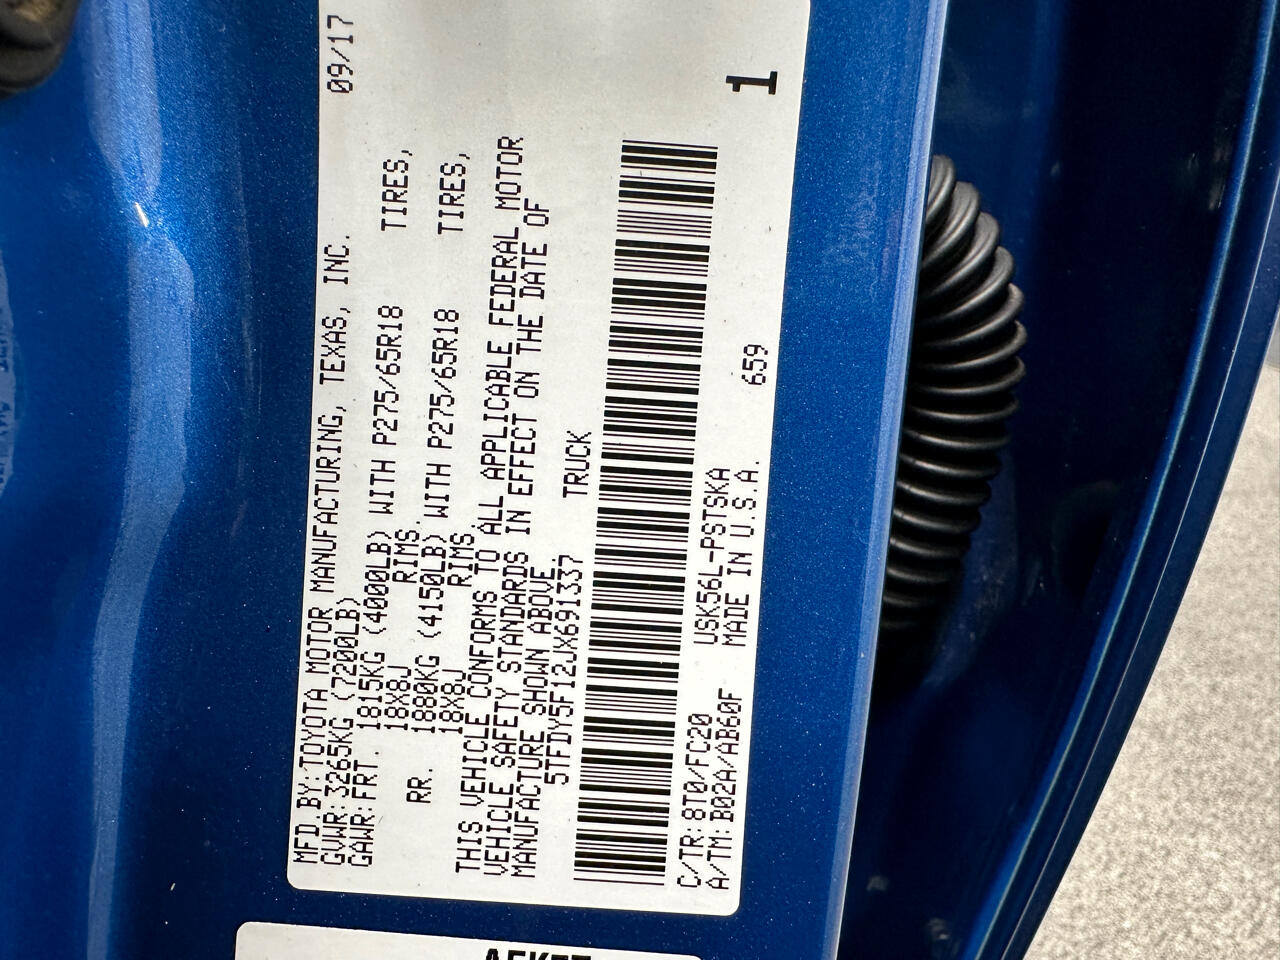 MFD.BY:TOYOTA MOTOR MANUFACTURING, TEXAS, INC. 09/17
GVWR:3265KG (7200LB)
GAWR:FRT. 1815KG (4000LB) WITH P275/65R18 TIRES,
18X8J RIMS.
RR. 1880KG (4150LB) WITH P275/65R18 TIRES,
18X8J RIMS.
THIS VEHICLE CONFORMS TO ALL APPLICABLE FEDERAL MOTOR
VEHICLE SAFETY STANDARDS IN EFFECT ON THE DATE OF
MANUFACTURE SHOWN ABOVE.
5TFDY5F12JX691337 TRUCK
C/TR:8T0/FC20 USK56L-PSTSKA
A/TM:B02A/AB60F MADE IN U.S.A. 659
1